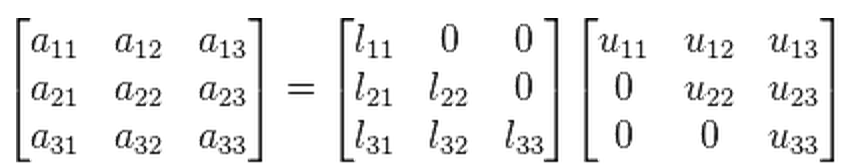 a₁₁ a₁₂ a₁₃   l₁₁ 0 0   u₁₁ u₁₂ u₁₃
a₂₁ a₂₂ a₂₃ = l₂₁ l₂₂ 0   0 u₂₂ u₂₃
a₃₁ a₃₂ a₃₃   l₃₁ l₃₂ l₃₃   0 0 u₃₃